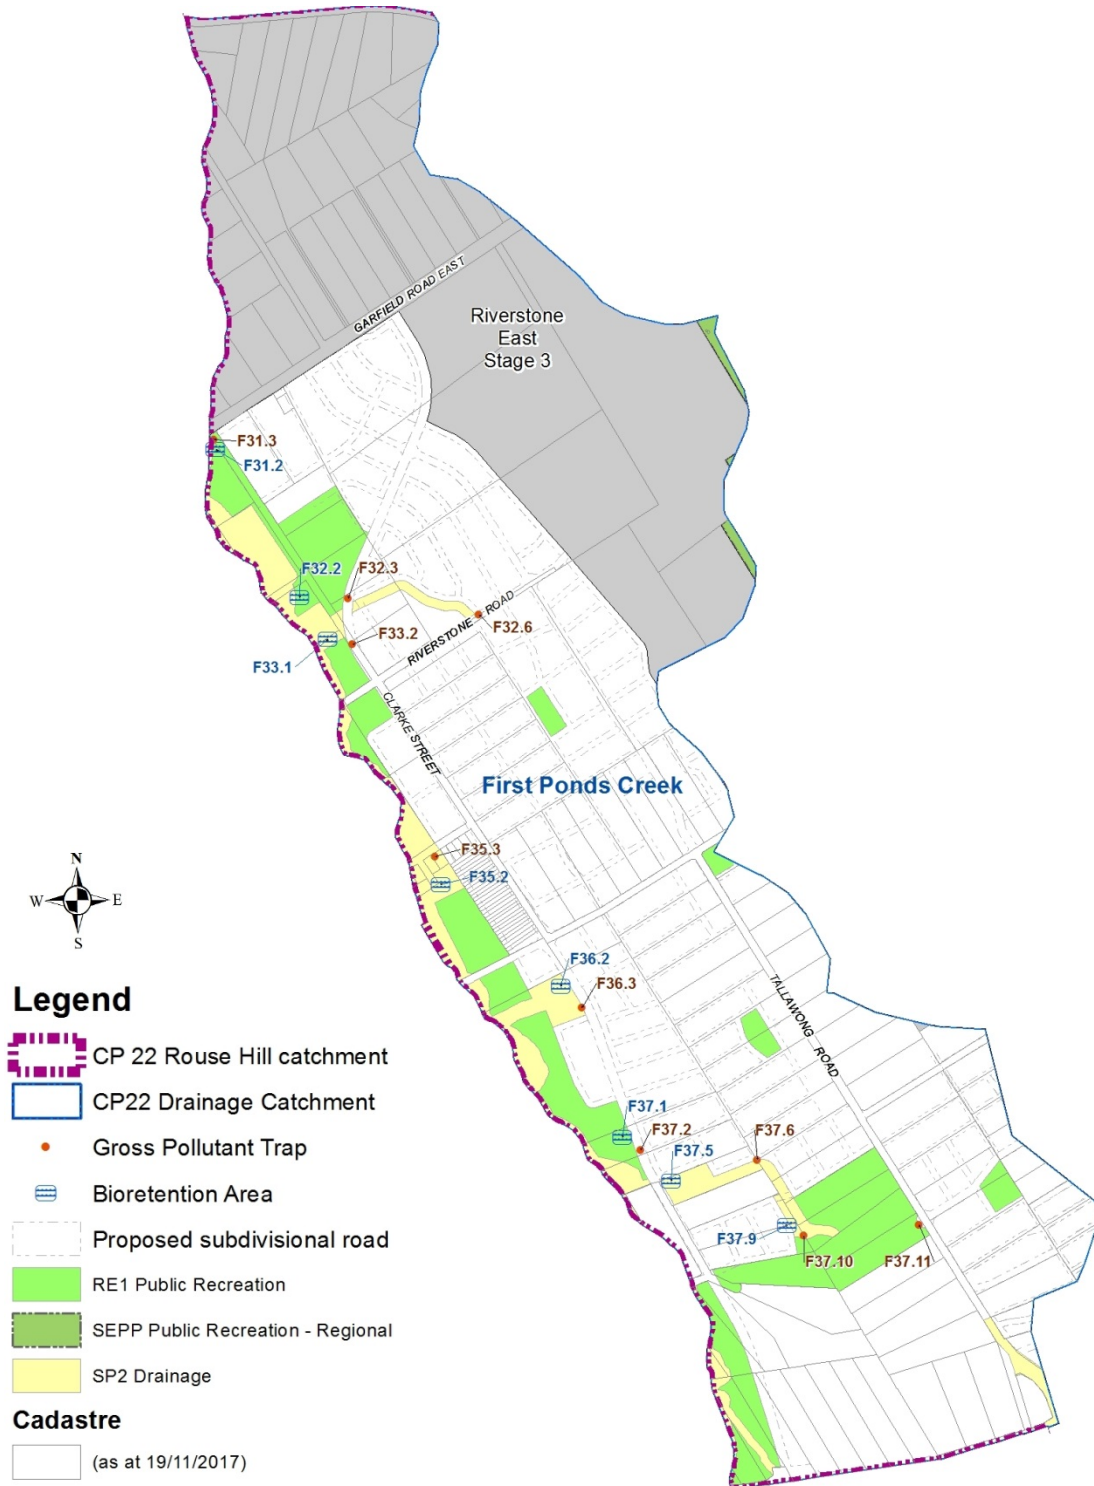 GARFIELD ROAD EAST
Riverstone
East
Stage 3
F31.3
F31.2
F32.2
F32.3
F32.6
F33.2
F33.1
RIVERSTONE ROAD
CLARKE STREET
First Ponds Creek
F35.3
F35.2
F36.2
F36.3
TALLAWONG ROAD
F37.1
F37.2
F37.6
F37.5
F37.9
F37.10
F37.11
N
W
E
S
Legend
CP 22 Rouse Hill catchment
CP22 Drainage Catchment
Gross Pollutant Trap
Bioretention Area
Proposed subdivisional road
RE1 Public Recreation
SEPP Public Recreation - Regional
SP2 Drainage
Cadastre
(as at 19/11/2017)